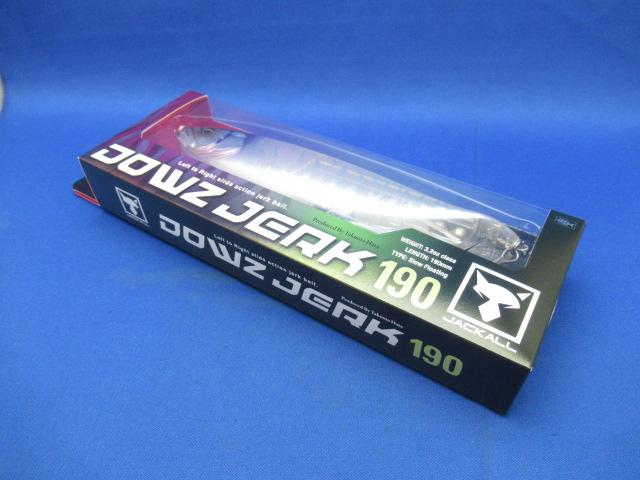 DOWZ JERK 190
Left to Right slide action jerk bait.
Produced By Takuma Hata
WEIGHT: 3.2oz class
LENGTH: 190mm
TYPE: Slow Floating
JACKALL
DOWZ JERK 190
Left to Right slide action jerk bait.
Produced By Takuma Hata